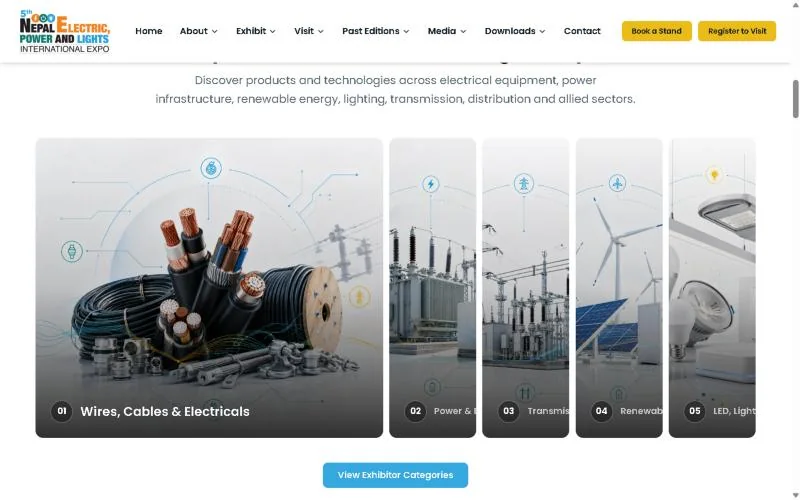 5th
NEPAL ELECTRIC,
POWER AND LIGHTS
INTERNATIONAL EXPO
Home
About
Exhibit
Visit
Past Editions
Media
Downloads
Contact
Book a Stand
Register to Visit
Discover products and technologies across electrical equipment, power
infrastructure, renewable energy, lighting, transmission, distribution and allied sectors.
01 Wires, Cables & Electricals
02 Power &
03 Transmis
04 Renewab
05 LED, Light
View Exhibitor Categories